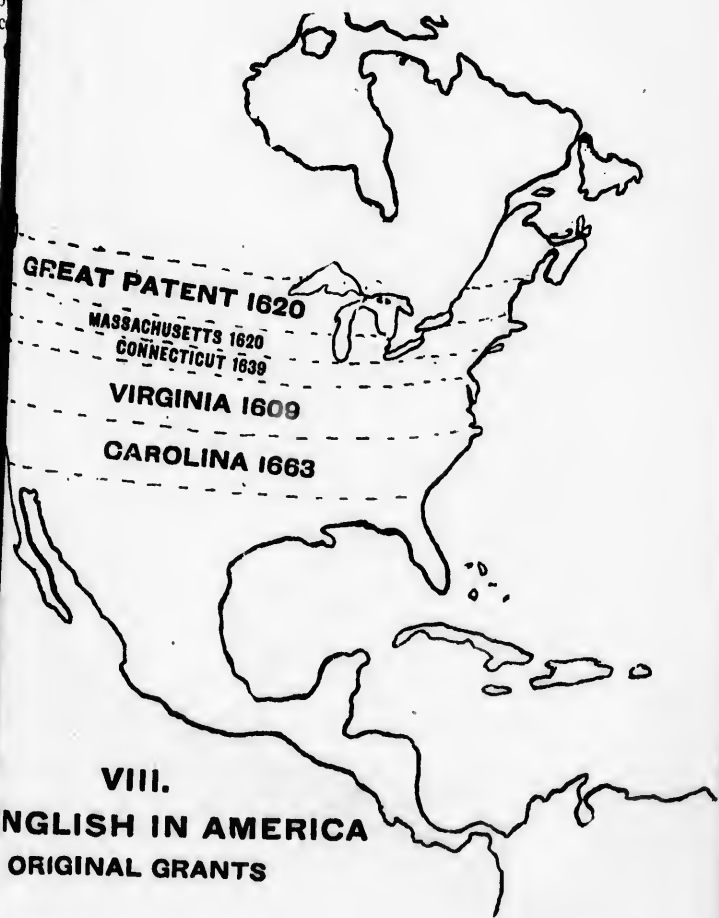 GREAT PATENT 1620
MASSACHUSETTS 1620
CONNECTICUT 1639
VIRGINIA 1609
CAROLINA 1663
VIII.
NGLISH IN AMERICA
ORIGINAL GRANTS